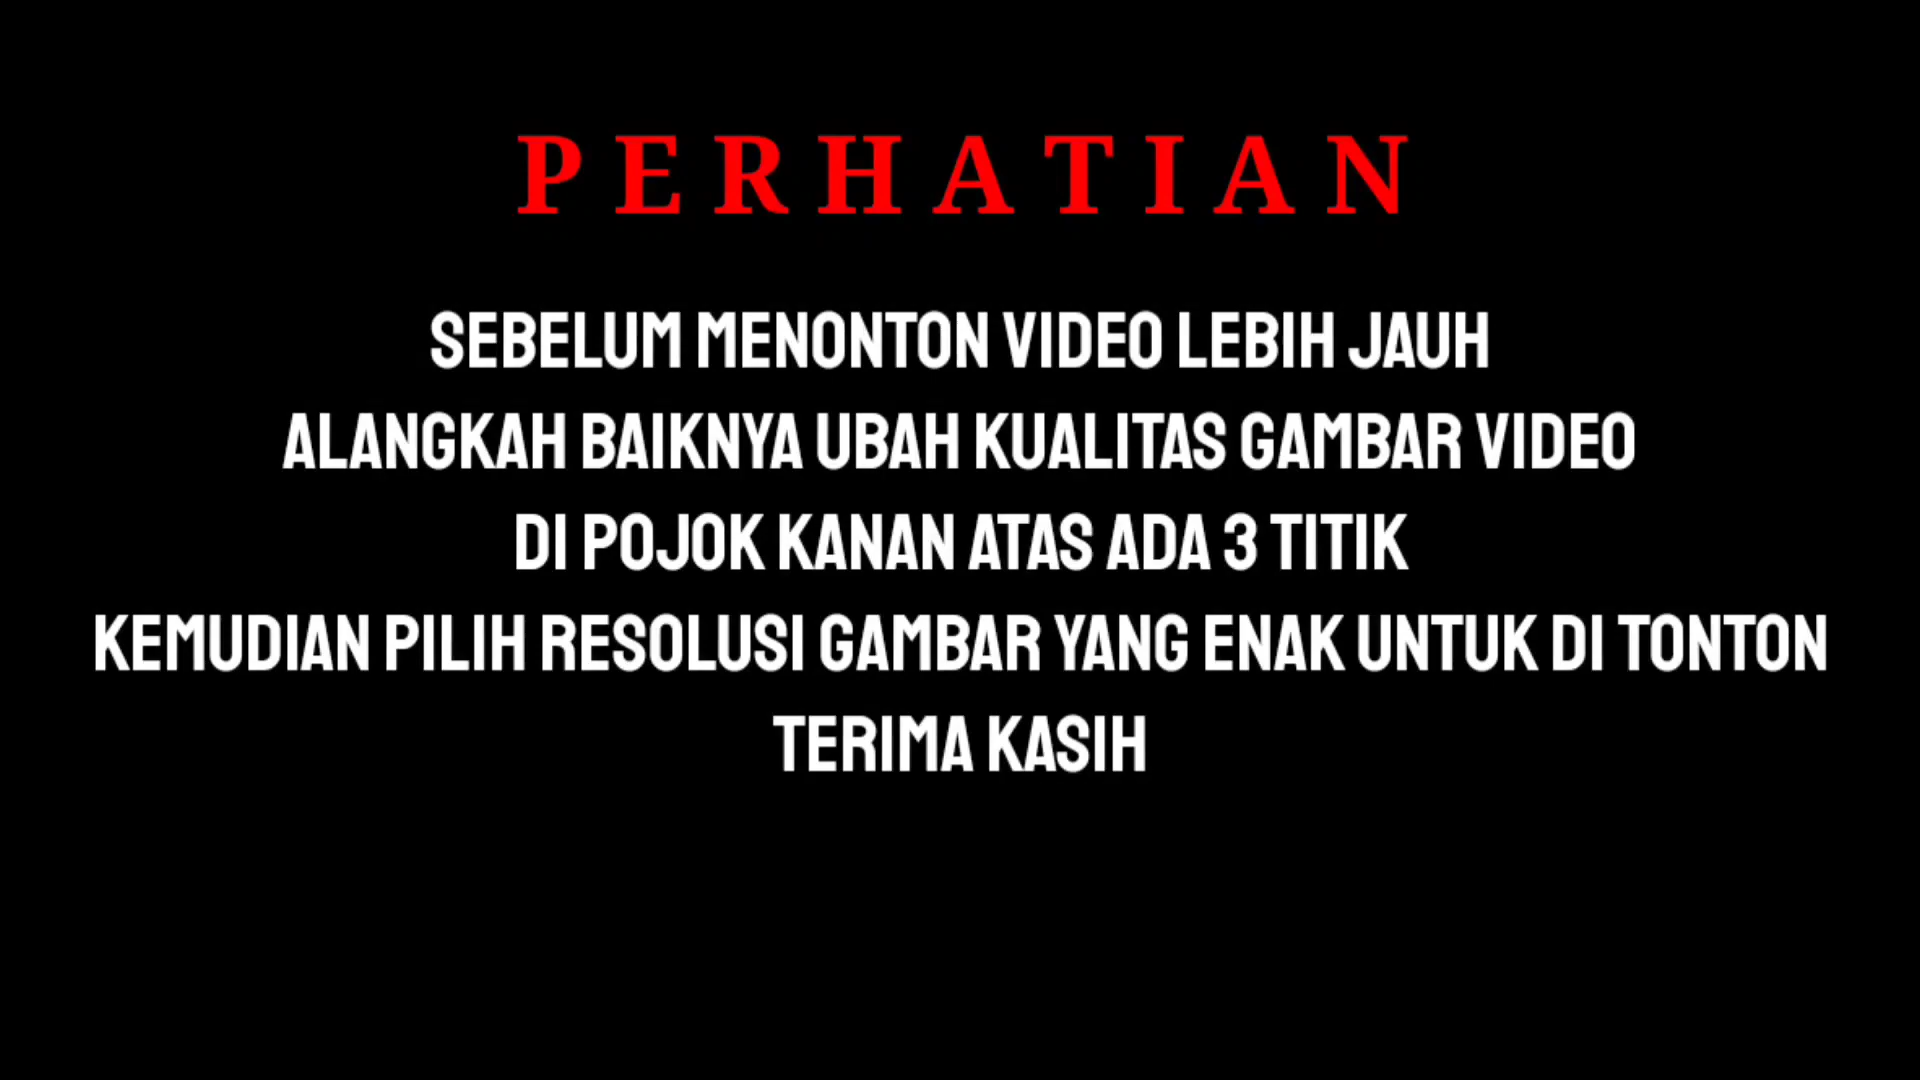 PERHATIAN
SEBELUM MENONTON VIDEO LEBIH JAUH
ALANGKAH BAIKNYA UBAH KUALITAS GAMBAR VIDEO
DI POJOK KANAN ATAS ADA 3 TITIK
KEMUDIAN PILIH RESOLUSI GAMBAR YANG ENAK UNTUK DI TONTON
TERIMA KASIH